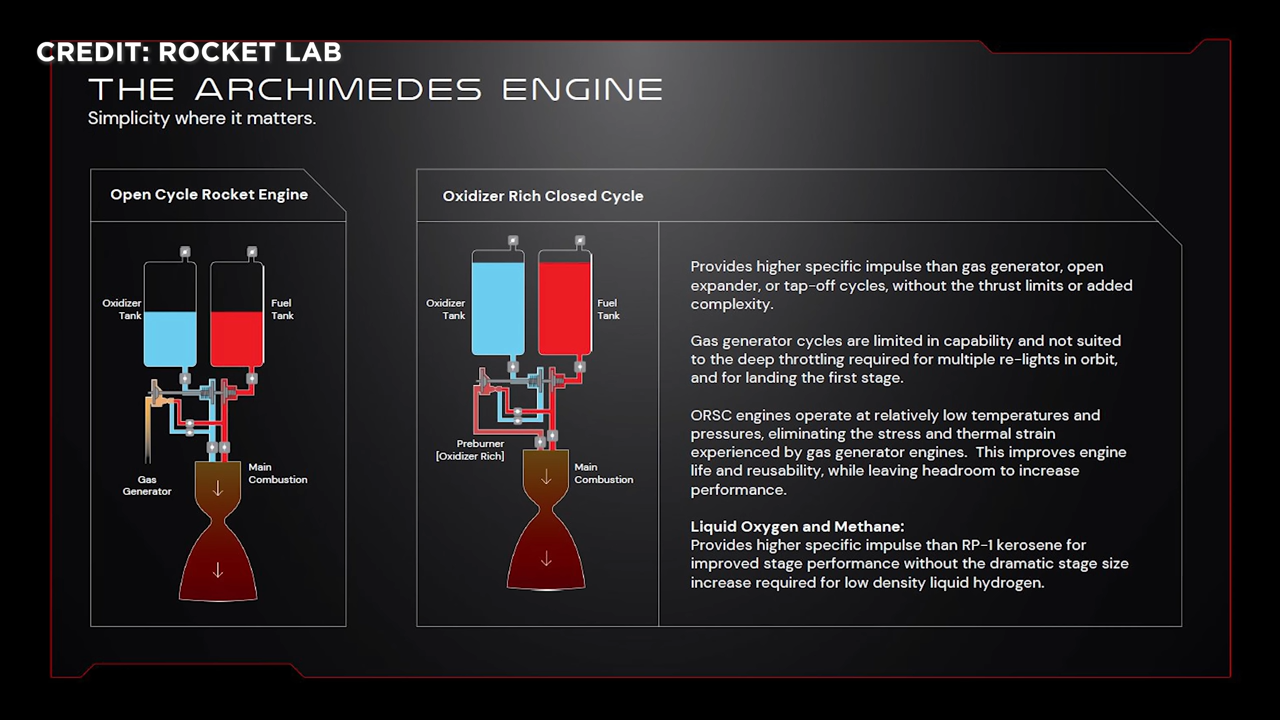 CREDIT: ROCKET LAB
THE ARCHIMEDES ENGINE
Simplicity where it matters.
Open Cycle Rocket Engine
Oxidizer
Tank
Fuel
Tank
Gas
Generator
Main
Combustion
Oxidizer Rich Closed Cycle
Oxidizer
Tank
Fuel
Tank
Preburner
[Oxidizer Rich]
Main
Combustion
Provides higher specific impulse than gas generator, open
expander, or tap-off cycles, without the thrust limits or added
complexity.
Gas generator cycles are limited in capability and not suited
to the deep throttling required for multiple re-lights in orbit,
and for landing the first stage.
ORSC engines operate at relatively low temperatures and
pressures, eliminating the stress and thermal strain
experienced by gas generator engines.  This improves engine
life and reusability, while leaving headroom to increase
performance.
Liquid Oxygen and Methane:
Provides higher specific impulse than RP-1 kerosene for
improved stage performance without the dramatic stage size
increase required for low density liquid hydrogen.